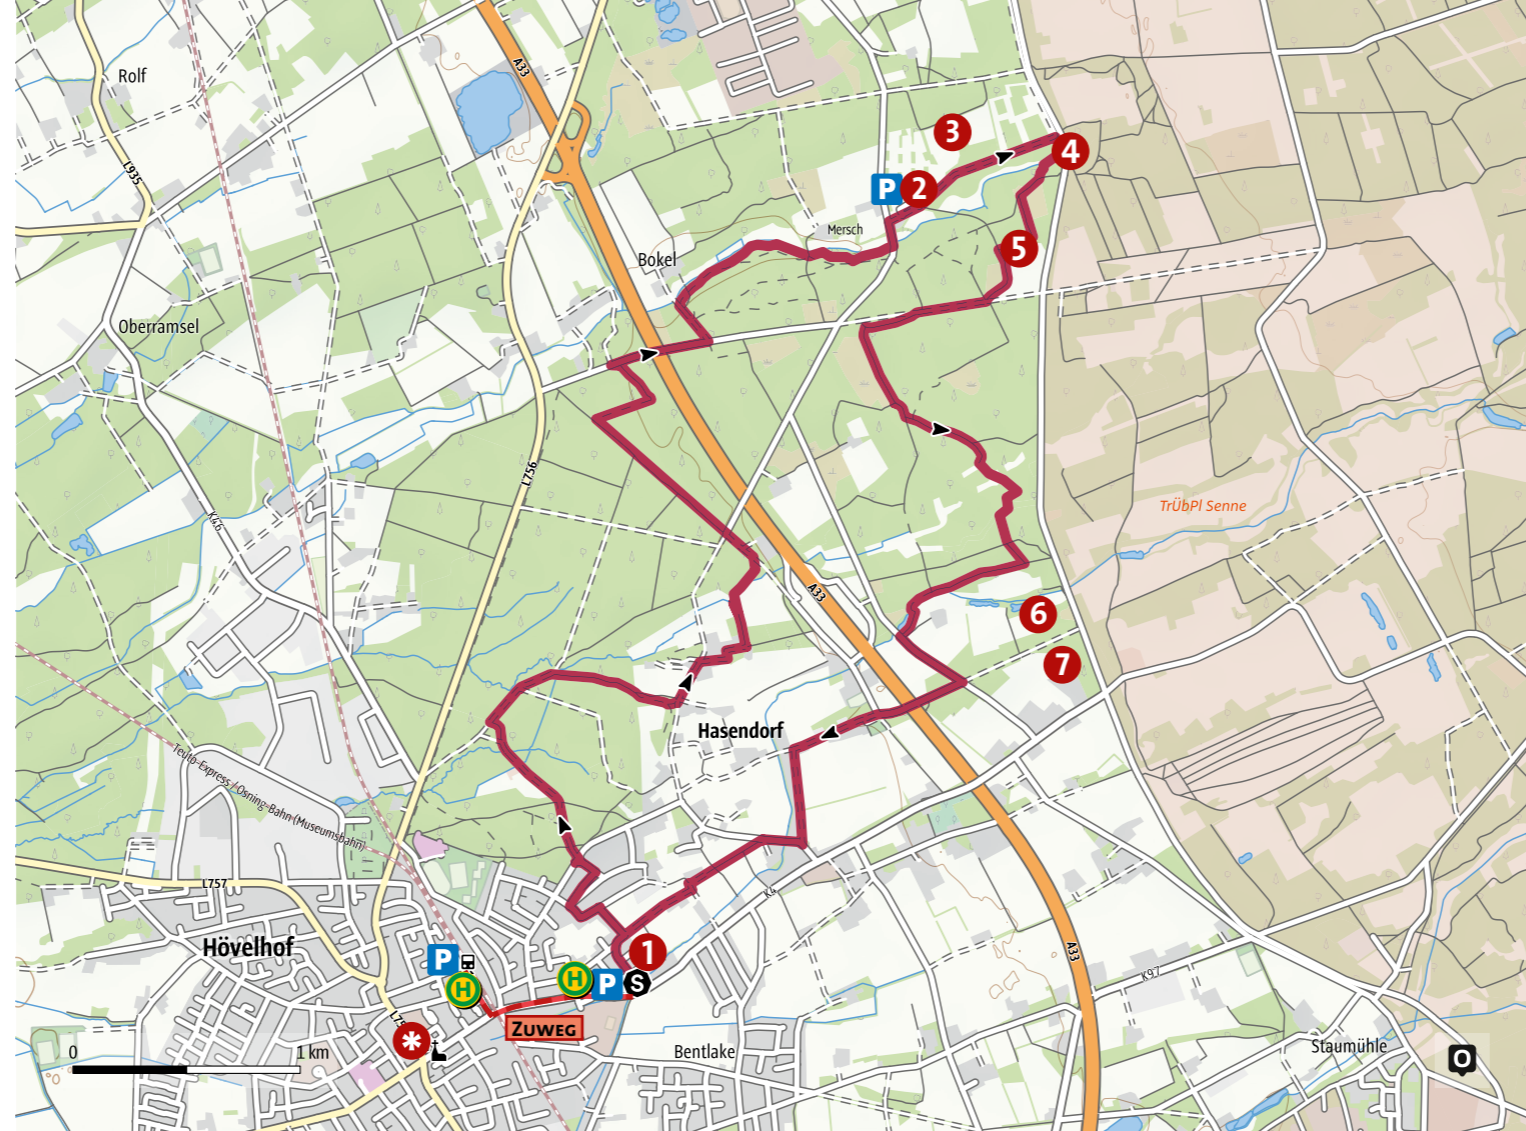 Rolf
A33
L935
3
4
P
2
Mersch
5
Bokel
Oberramsel
L756
K46
TrÜbPl Senne
A33
6
7
Hasendorf
Teuto-Express / Osning-Bahn (Museumsbahn)
L757
K4
Hövelhof
1
A33
P
H
H
P
S
K97
ZUWEG
*
0
1 km
Bentlake
Staumühle
O